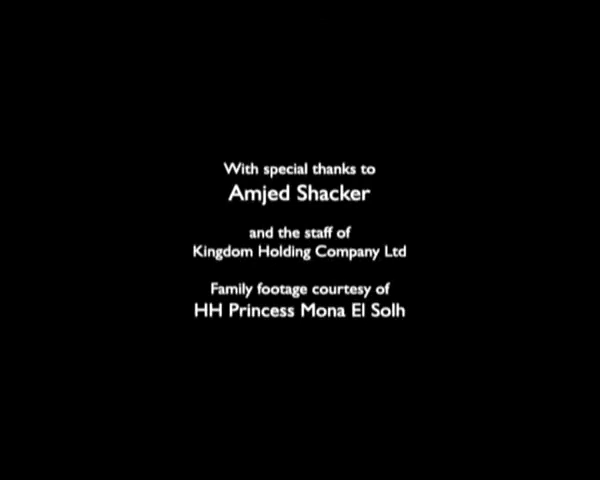 With special thanks to
Amjed Shacker
and the staff of
Kingdom Holding Company Ltd
Family footage courtesy of
HH Princess Mona El Solh